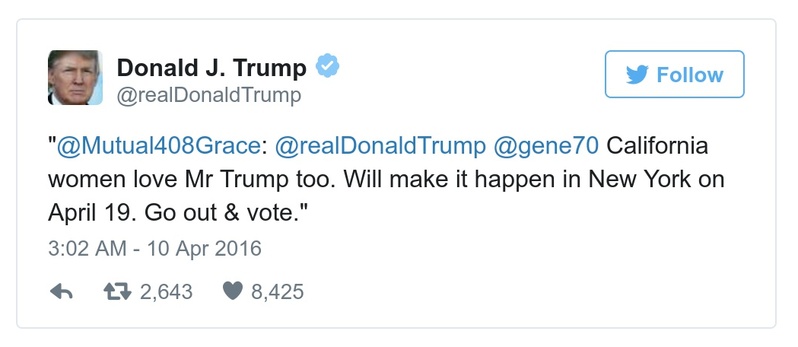 Donald J. Trump
@realDonaldTrump
Follow
"@Mutual408Grace: @realDonaldTrump @gene70 California
women love Mr Trump too. Will make it happen in New York on
April 19. Go out & vote."
3:02 AM - 10 Apr 2016
2,643 8,425